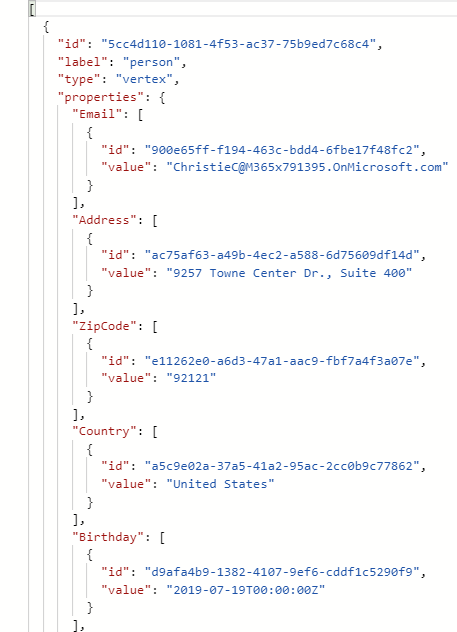 [
{
"id": "5cc4d110-1081-4f53-ac37-75b9ed7c68c4",
"label": "person",
"type": "vertex",
"properties": {
"Email": [
{
"id": "900e65ff-f194-463c-bdd4-6fbe17f48fc2",
"value": "ChristieC@M365x791395.OnMicrosoft.com"
}
],
"Address": [
{
"id": "ac75af63-a49b-4ec2-a588-6d75609df14d",
"value": "9257 Towne Center Dr., Suite 400"
}
],
"ZipCode": [
{
"id": "e11262e0-a6d3-47a1-aac9-fbf7a4f3a07e",
"value": "92121"
}
],
"Country": [
{
"id": "a5c9e02a-37a5-41a2-95ac-2cc0b9c77862",
"value": "United States"
}
],
"Birthday": [
{
"id": "d9afa4b9-1382-4107-9ef6-cddf1c5290f9",
"value": "2019-07-19T00:00:00Z"
}
],